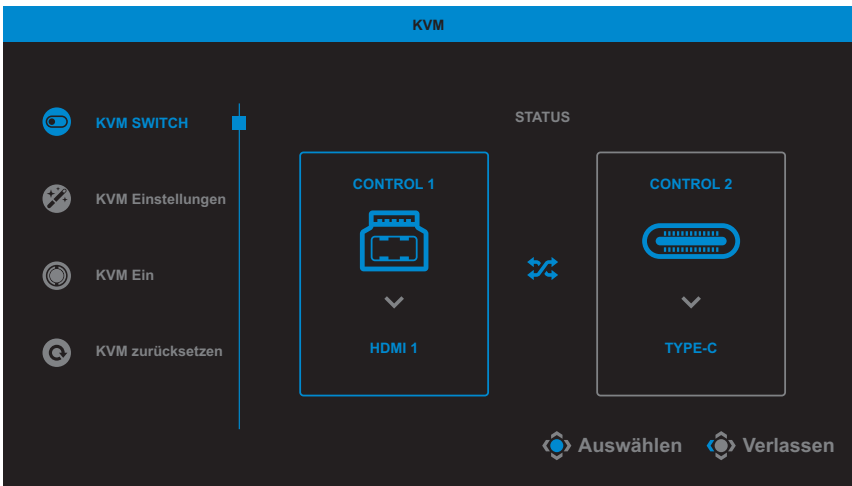 KVM
KVM SWITCH
STATUS
KVM Einstellungen
KVM Ein
KVM zurücksetzen
CONTROL 1
HDMI 1
CONTROL 2
TYPE-C
Auswählen
Verlassen